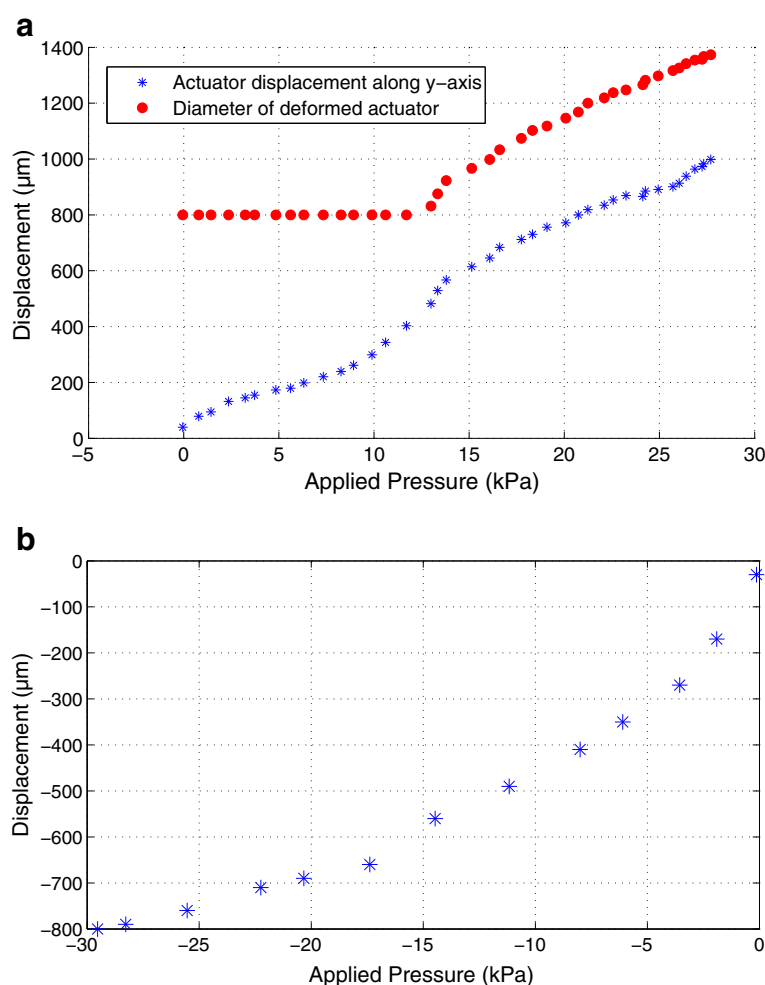 a
1400
1200
1000
800
600
400
200
0
Displacement (μm)
Actuator displacement along y−axis
Diameter of deformed actuator
−5 0 5 10 15 20 25 30
Applied Pressure (kPa)
b
0
−100
−200
−300
−400
−500
−600
−700
−800
Displacement (μm)
−30 −25 −20 −15 −10 −5 0
Applied Pressure (kPa)